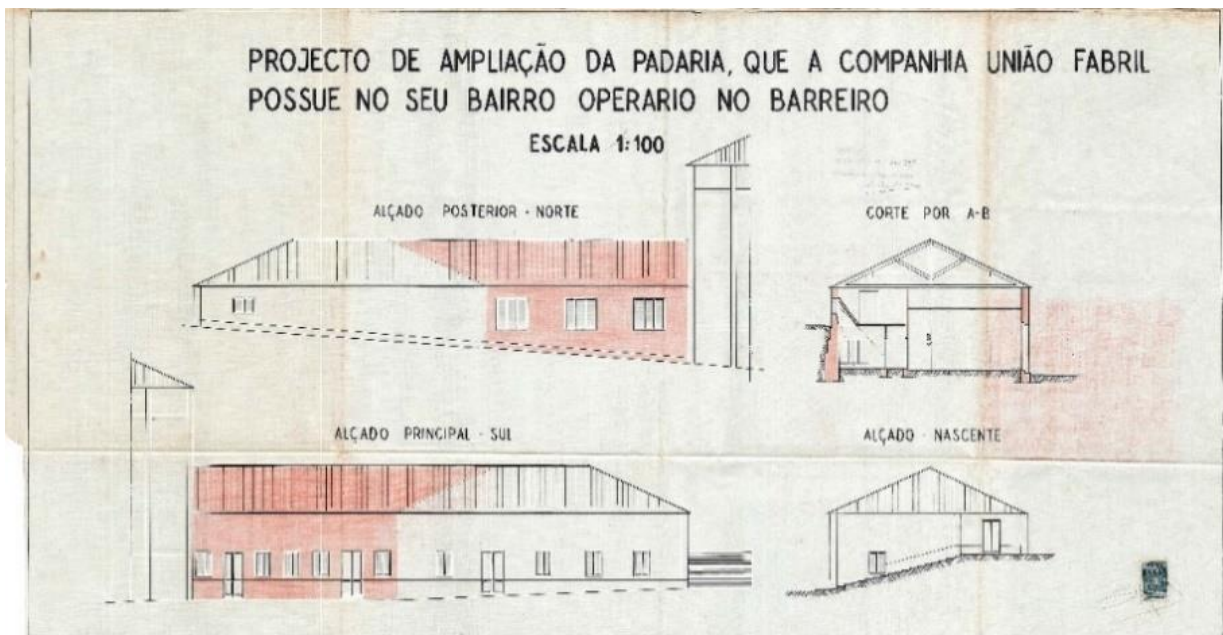 PROJECTO DE AMPLIAÇÃO DA PADARIA, QUE A COMPANHIA UNIÃO FABRIL
POSSUE NO SEU BAIRRO OPERARIO NO BARREIRO
ESCALA 1:100
ALÇADO POSTERIOR - NORTE
CORTE POR A-B
ALÇADO PRINCIPAL - SUL
ALÇADO - NASCENTE